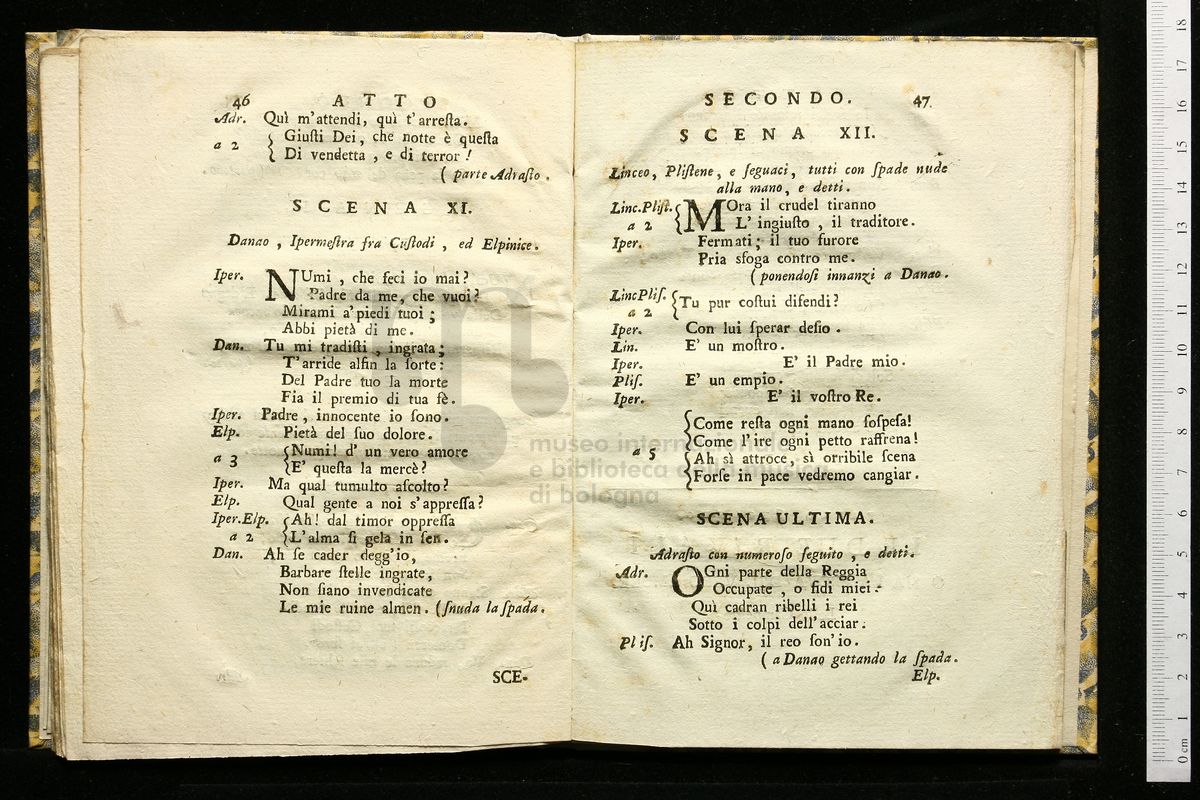 46 ATTO
Adr. Quì m'attendi, quì t'arreſta.
a 2 { Giuſti Dei, che notte è queſta
{ Di vendetta, e di terror!
( parte Adraſto.
SCENA XI.
Danao, Ipermeſtra fra Cuſtodi, ed Elpinice.
Iper. NUmi, che feci io mai?
Padre da me, che vuoi?
Mirami a' piedi tuoi;
Abbi pietà di me.
Dan. Tu mi tradiſti, ingrata;
T'arride alfin la ſorte:
Del Padre tuo la morte
Fia il premio di tua fè.
Iper. Padre, innocente io ſono.
Elp. Pietà del ſuo dolore.
a 3 {Numi! d' un vero amore
{E' queſta la mercè?
Iper. Ma qual tumulto aſcolto?
Elp. Qual gente a noi s'appreſſa?
Iper.Elp. {Ah! dal timor oppreſſa
a 2 {L'alma ſi gela in ſen.
Dan. Ah ſe cader degg'io,
Barbare ſtelle ingrate,
Non ſiano invendicate
Le mie ruine almen. (ſnuda la ſpada.
SCE-
SECONDO. 47
SCENA XII.
Linceo, Pliſtene, e ſeguaci, tutti con ſpade nude
alla mano, e detti.
Linc.Pliſt. {MOra il crudel tiranno
a 2 { L' ingiuſto, il traditore.
Iper. Fermati; il tuo furore
Pria sfoga contro me.
(ponendoſi innanzi a Danao.
LincPliſ. {Tu pur coſtui difendi?
a 2
Iper. Con lui ſperar deſio.
Lin. E' un moſtro.
Iper. E' il Padre mio.
Pliſ. E' un empio.
Iper. E' il voſtro Re.
{Come reſta ogni mano ſoſpeſa!
{Come l'ire ogni petto raffrena!
a 5 {Ah sì attroce, sì orribile ſcena
{Forſe in pace vedremo cangiar.
SCENA ULTIMA.
Adraſto con numeroſo ſeguito, e detti.
Adr. OGni parte della Reggia
Occupate, o fidi miei:
Quì cadran ribelli i rei
Sotto i colpi dell'acciar.
Pliſ. Ah Signor, il reo ſon'io.
( a Danao gettando la ſpada.
Elp.
museo internazionale
e biblioteca della musica
di bologna
0 cm 1 2 3 4 5 6 7 8 9 10 11 12 13 14 15 16 17 18